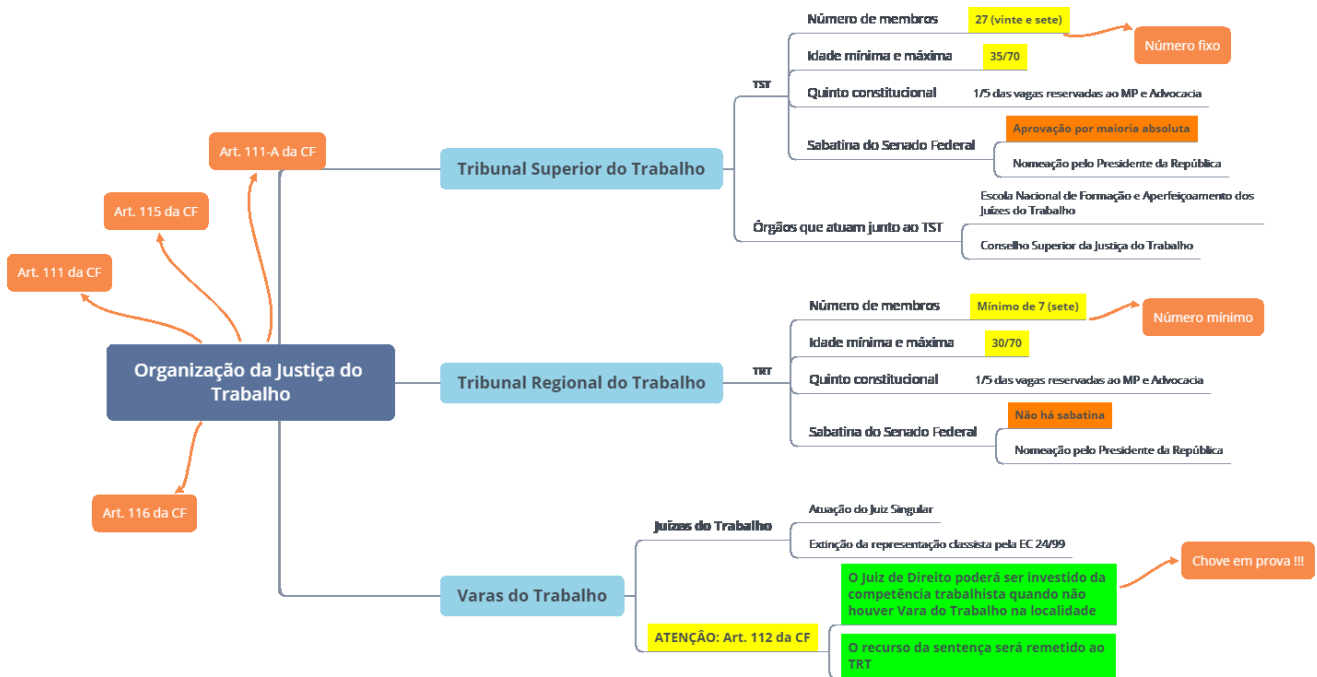 Organização da Justiça do
Trabalho
Art. 111-A da CF
Art. 115 da CF
Art. 111 da CF
Art. 116 da CF
Tribunal Superior do Trabalho
TST
Número de membros
27 (vinte e sete)
Número fixo
Idade mínima e máxima
35/70
Quinto constitucional
1/5 das vagas reservadas ao MP e Advocacia
Sabatina do Senado Federal
Aprovação por maioria absoluta
Nomeação pelo Presidente da República
Órgãos que atuam junto ao TST
Escola Nacional de Formação e Aperfeiçoamento dos
Juízes do Trabalho
Conselho Superior da Justiça do Trabalho
Tribunal Regional do Trabalho
TRT
Número de membros
Mínimo de 7 (sete)
Número mínimo
Idade mínima e máxima
30/70
Quinto constitucional
1/5 das vagas reservadas ao MP e Advocacia
Sabatina do Senado Federal
Não há sabatina
Nomeação pelo Presidente da República
Varas do Trabalho
Juízes do Trabalho
Atuação do Juiz Singular
Extinção da representação classista pela EC 24/99
ATENÇÂO: Art. 112 da CF
O Juiz de Direito poderá ser investido da
competência trabalhista quando não
houver Vara do Trabalho na localidade
Chove em prova !!!
O recurso da sentença será remetido ao
TRT